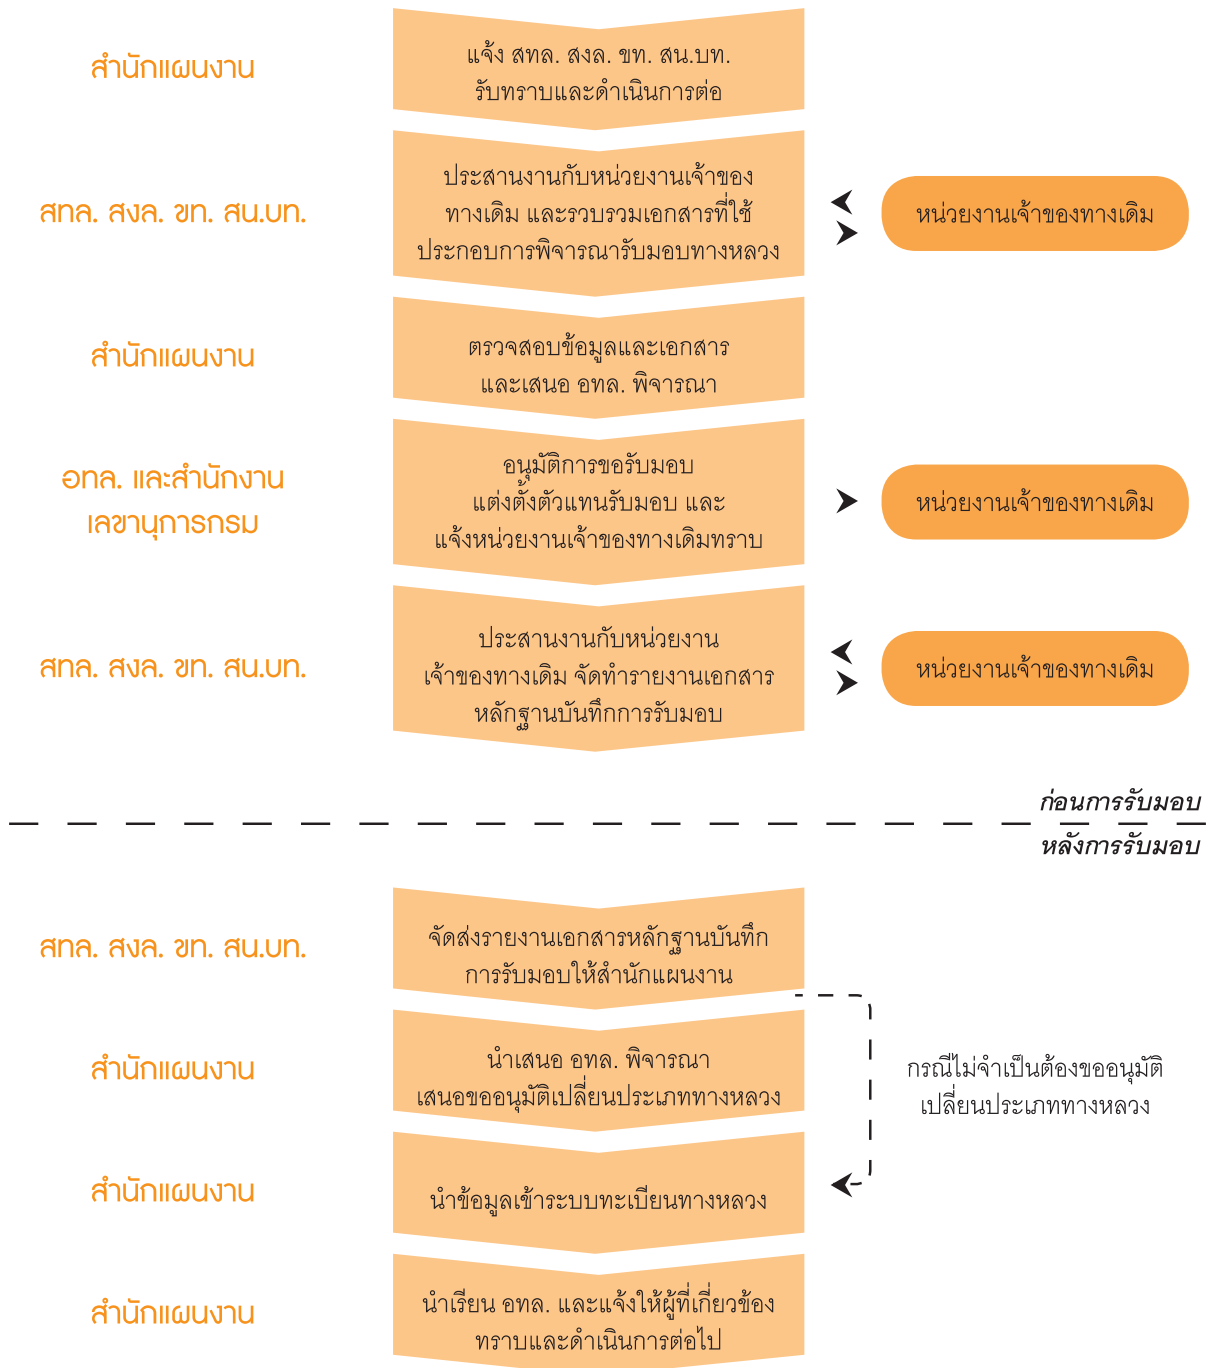 สำนักแผนงาน
แจ้ง สทล. สงล. ขท. สน.บท.
รับทราบและดำเนินการต่อ
สทล. สงล. ขท. สน.บท.
ประสานงานกับหน่วยงานเจ้าของ
ทางเดิม และรวบรวมเอกสารที่ใช้
ประกอบการพิจารณารับมอบทางหลวง
หน่วยงานเจ้าของทางเดิม
สำนักแผนงาน
ตรวจสอบข้อมูลและเอกสาร
และเสนอ อทล. พิจารณา
อทล. และสำนักงาน
เลขานุการกรม
อนุมัติการขอรับมอบ
แต่งตั้งตัวแทนรับมอบ และ
แจ้งหน่วยงานเจ้าของทางเดิมทราบ
หน่วยงานเจ้าของทางเดิม
สทล. สงล. ขท. สน.บท.
ประสานงานกับหน่วยงาน
เจ้าของทางเดิม จัดทำรายงานเอกสาร
หลักฐานบันทึกการรับมอบ
หน่วยงานเจ้าของทางเดิม
ก่อนการรับมอบ
หลังการรับมอบ
สทล. สงล. ขท. สน.บท.
จัดส่งรายงานเอกสารหลักฐานบันทึก
การรับมอบให้สำนักแผนงาน
สำนักแผนงาน
นำเสนอ อทล. พิจารณา
เสนอขออนุมัติเปลี่ยนประเภททางหลวง
กรณีไม่จำเป็นต้องขออนุมัติ
เปลี่ยนประเภททางหลวง
สำนักแผนงาน
นำข้อมูลเข้าระบบทะเบียนทางหลวง
สำนักแผนงาน
นำเรียน อทล. และแจ้งให้ผู้ที่เกี่ยวข้อง
ทราบและดำเนินการต่อไป